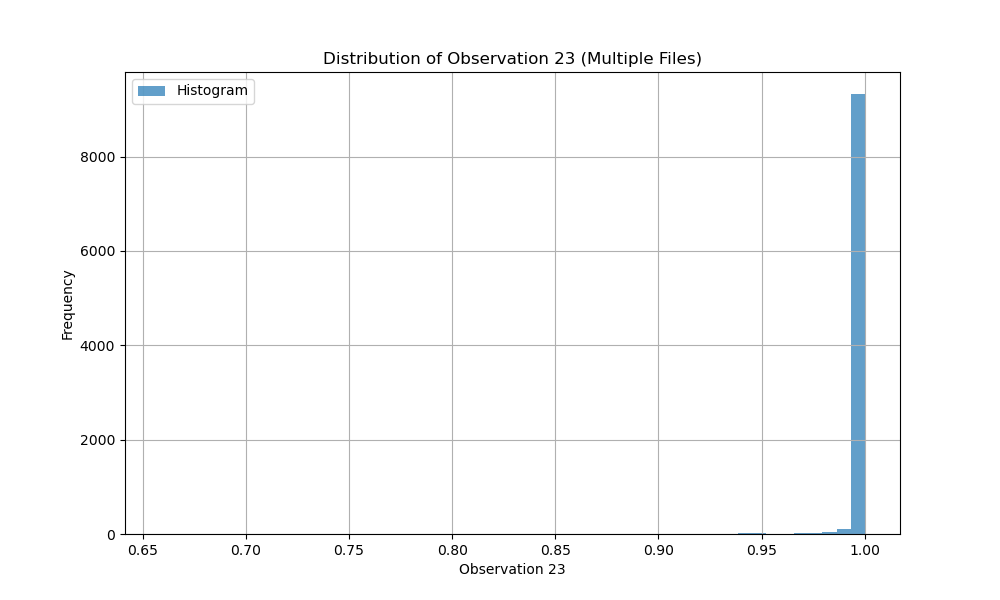 Distribution of Observation 23 (Multiple Files)
Histogram
8000
6000
4000
2000
0
Frequency
0.65 0.70 0.75 0.80 0.85 0.90 0.95 1.00
Observation 23